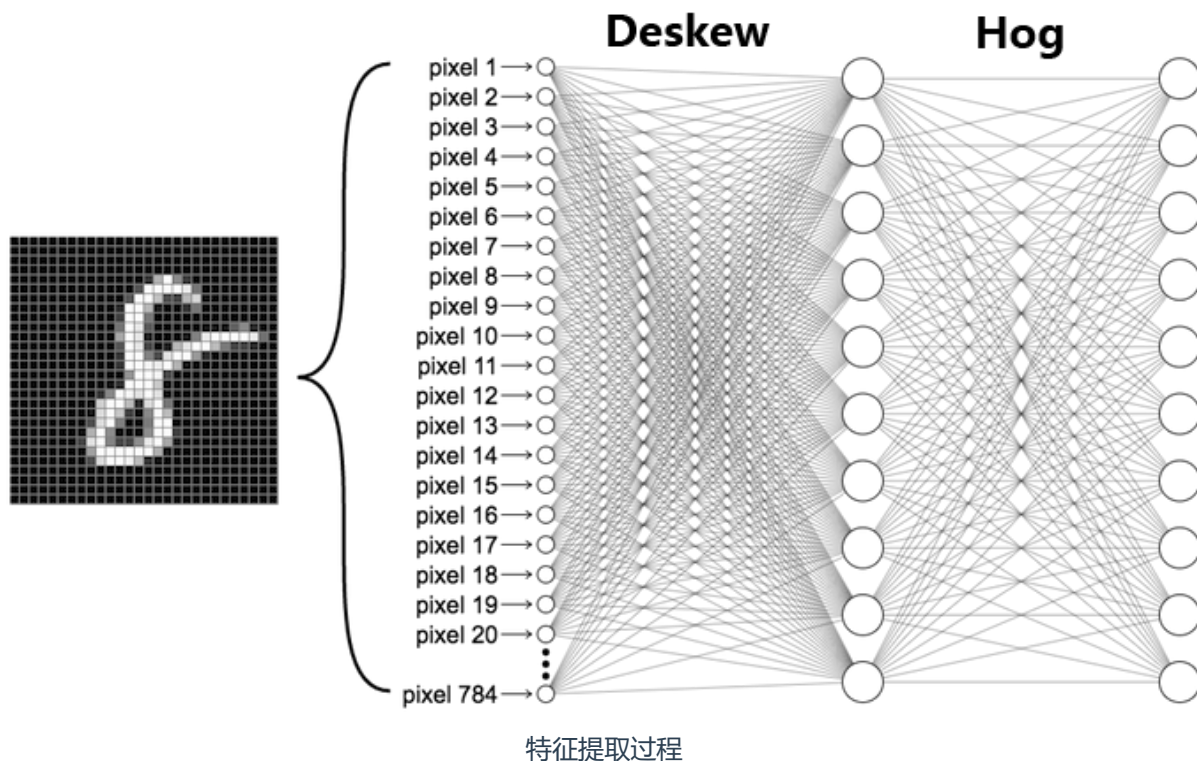 Deskew
Hog
pixel 1
pixel 2
pixel 3
pixel 4
pixel 5
pixel 6
pixel 7
pixel 8
pixel 9
pixel 10
pixel 11
pixel 12
pixel 13
pixel 14
pixel 15
pixel 16
pixel 17
pixel 18
pixel 19
pixel 20
pixel 784
特征提取过程